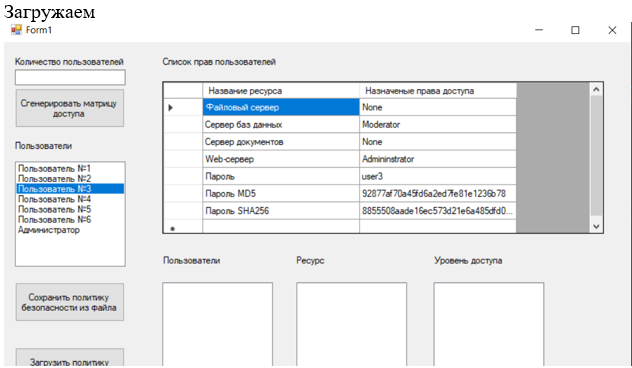 Загружаем
Form1
Количество пользователей
Сгенерировать матрицу
доступа
Пользователи
Пользователь №1
Пользователь №2
Пользователь №3
Пользователь №4
Пользователь №5
Пользователь №6
Администратор
Сохранить политику
безопасности из файла
Загрузить политику
Список прав пользователей
Название ресурса Назначеные права доступа
Файловый сервер None
Сервер баз данных Moderator
Сервер документов None
Web-сервер Admininstrator
Пароль user3
Пароль MD5 92877af70a45fd6a2ed7fe81e1236b78
Пароль SHA256 8855508aade16ec573d21e6a485dfd0...
Пользователи
Ресурс
Уровень доступа